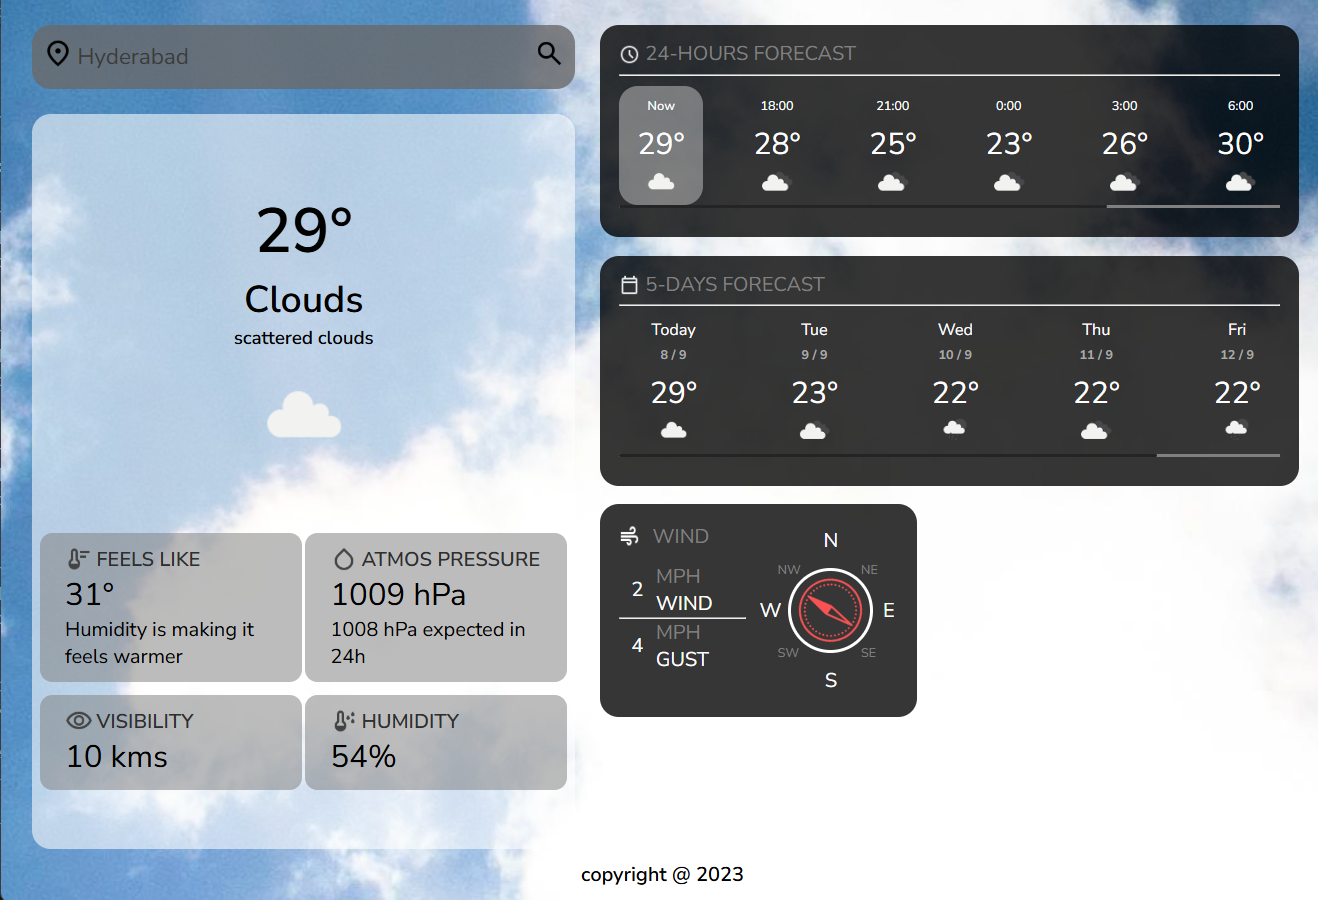 Hyderabad
29°
Clouds
scattered clouds
FEELS LIKE
31°
Humidity is making it
feels warmer
ATMOS PRESSURE
1009 hPa
1008 hPa expected in
24h
VISIBILITY
10 kms
HUMIDITY
54%
24-HOURS FORECAST
Now 18:00 21:00 0:00 3:00 6:00
29° 28° 25° 23° 26° 30°
5-DAYS FORECAST
Today Tue Wed Thu Fri
8 / 9 9 / 9 10 / 9 11 / 9 12 / 9
29° 23° 22° 22° 22°
WIND
2 MPH
WIND
4 MPH
GUST
N
NW NE
W E
SW SE
S
copyright @ 2023